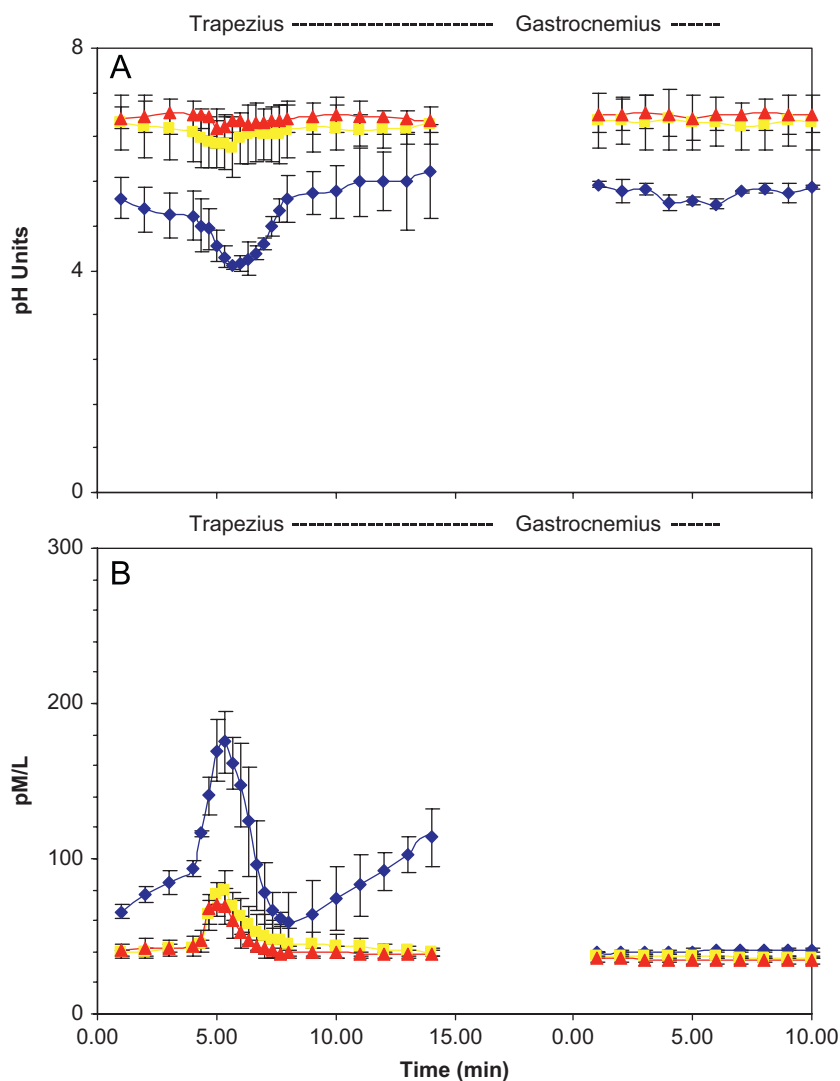 Trapezius ---------------------- Gastrocnemius -----
A
8
4
0
pH Units
Trapezius ---------------------- Gastrocnemius -----
B
300
200
100
0
pM/L
0.00 5.00 10.00 15.00 0.00 5.00 10.00
Time (min)